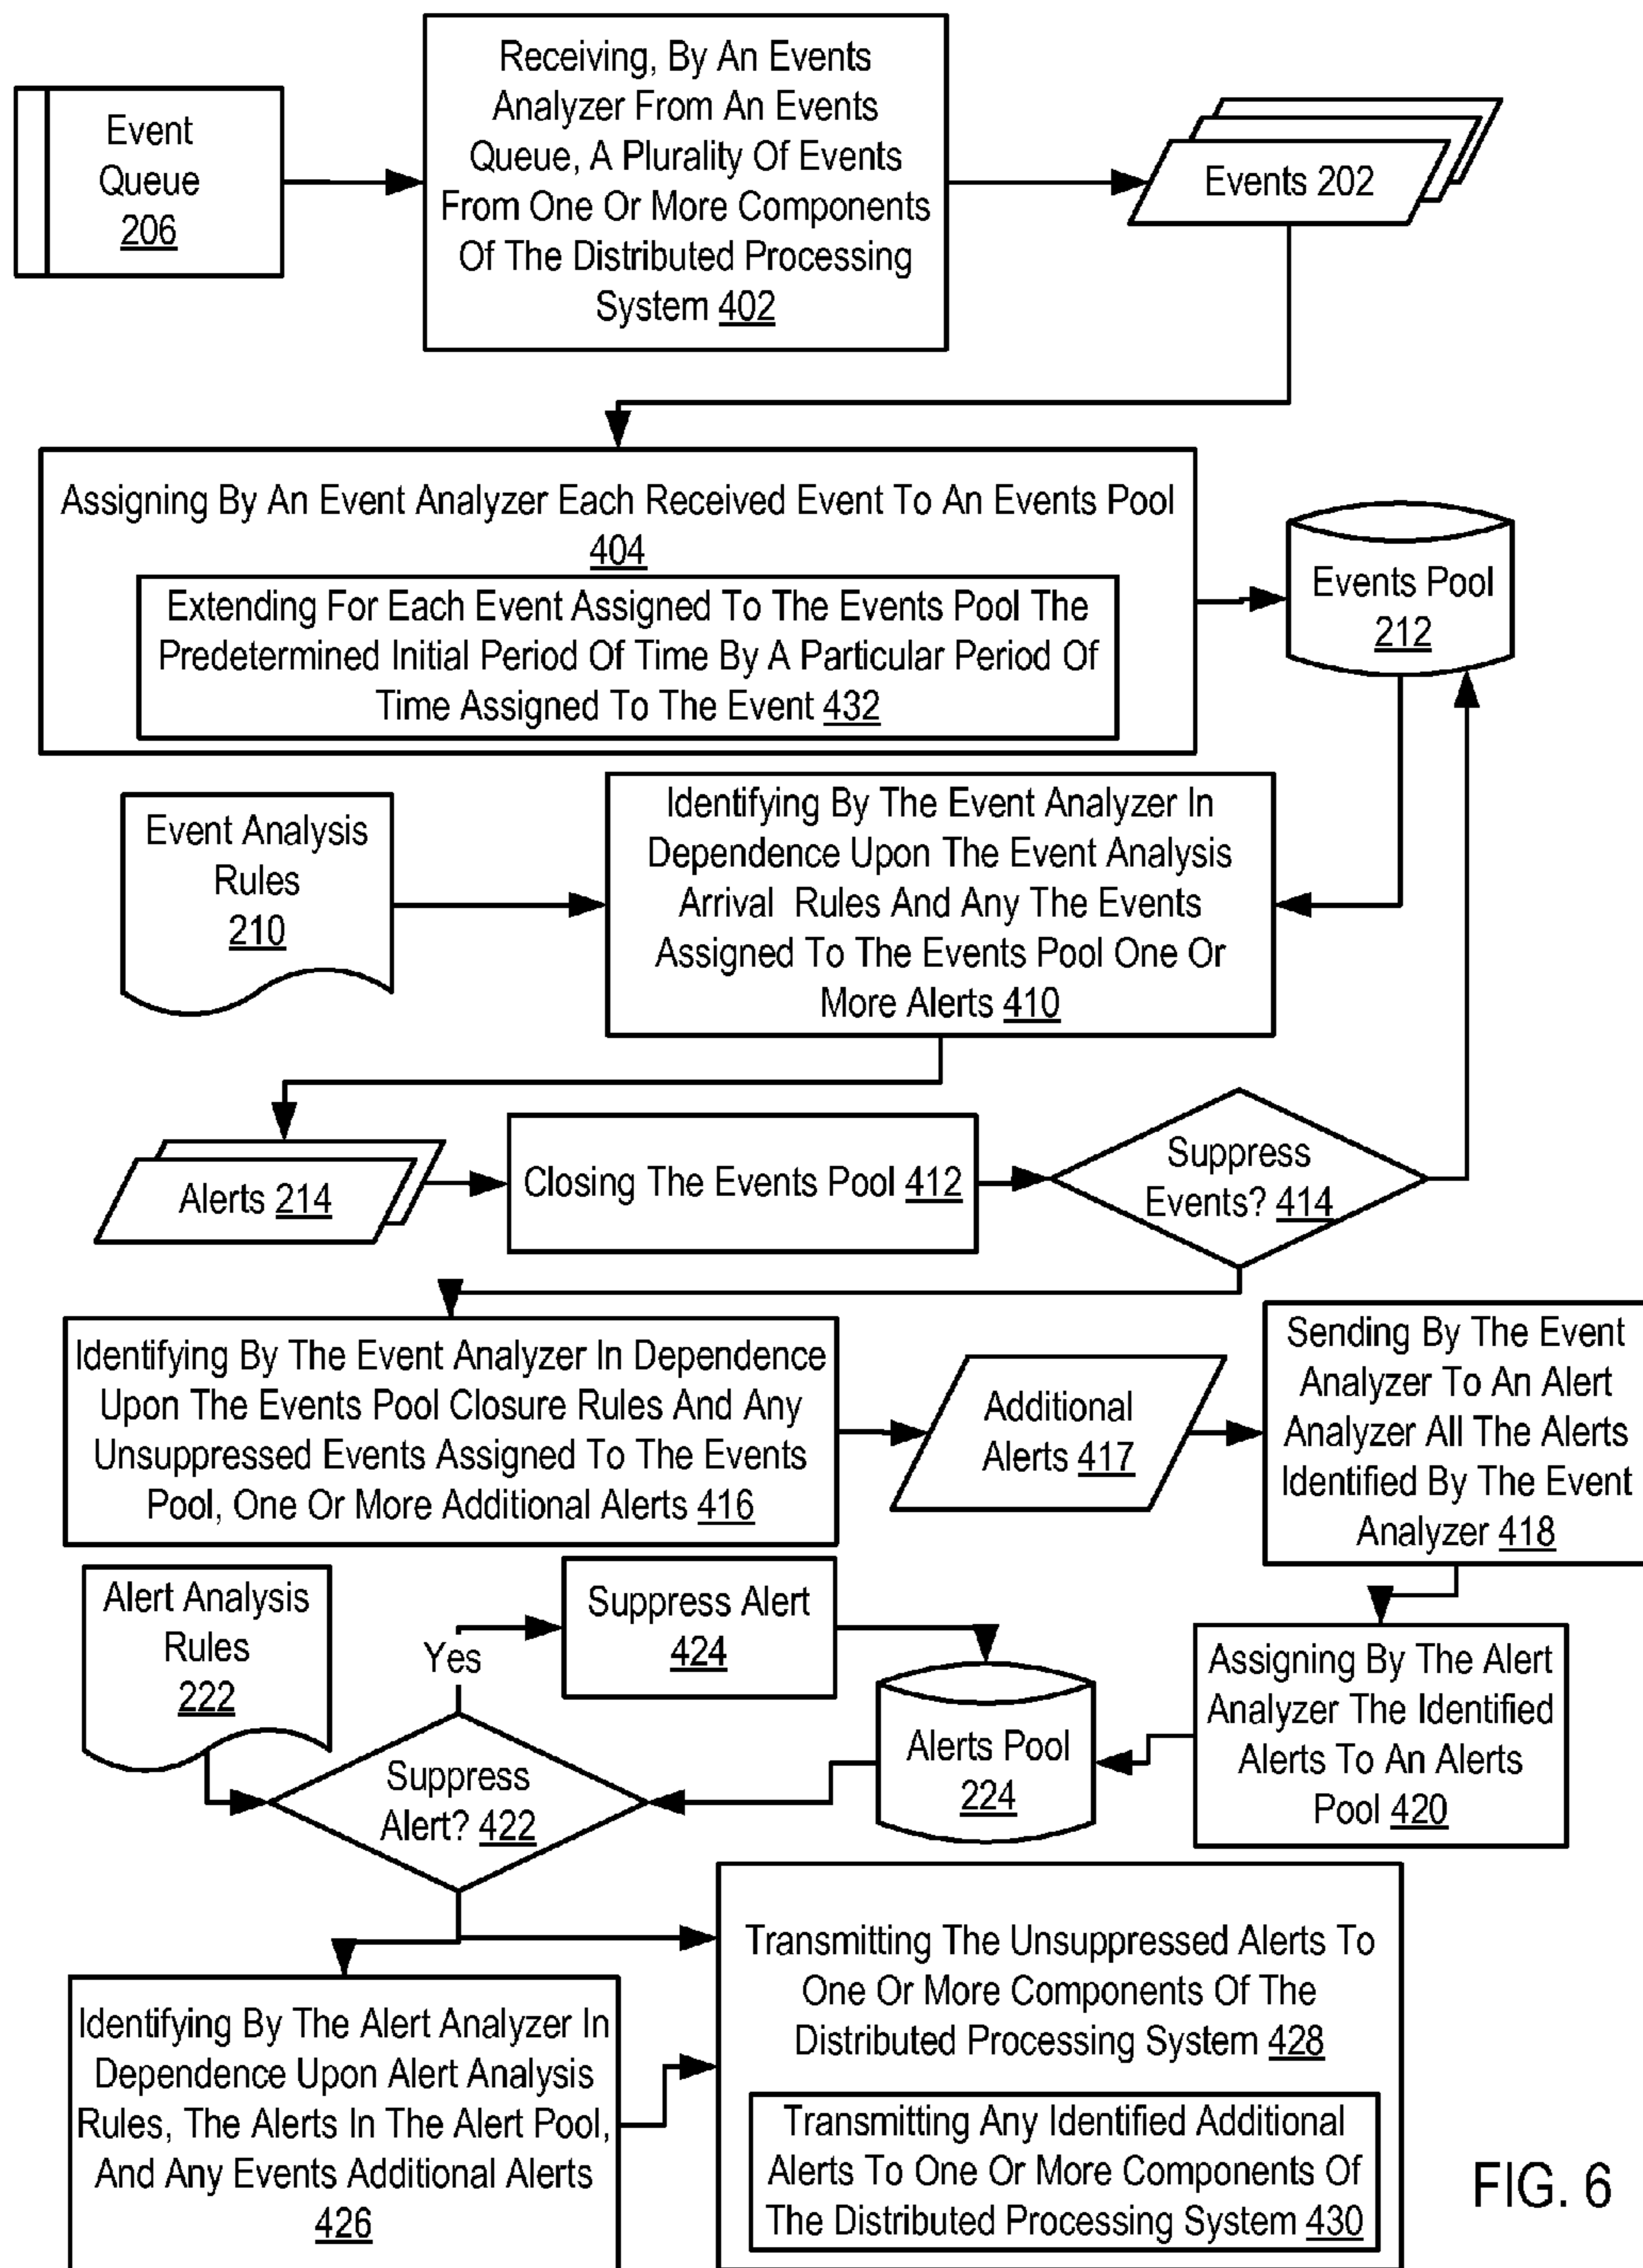 Event
Queue
206
Receiving, By An Events
Analyzer From An Events
Queue, A Plurality Of Events
From One Or More Components
Of The Distributed Processing
System 402
Events 202
Assigning By An Event Analyzer Each Received Event To An Events Pool
404
Extending For Each Event Assigned To The Events Pool The
Predetermined Initial Period Of Time By A Particular Period Of
Time Assigned To The Event 432
Events Pool
212
Event Analysis
Rules
210
Identifying By The Event Analyzer In
Dependence Upon The Event Analysis
Arrival Rules And Any The Events
Assigned To The Events Pool One Or
More Alerts 410
Alerts 214
Closing The Events Pool 412
Suppress
Events? 414
Identifying By The Event Analyzer In Dependence
Upon The Events Pool Closure Rules And Any
Unsuppressed Events Assigned To The Events
Pool, One Or More Additional Alerts 416
Additional
Alerts 417
Sending By The Event
Analyzer To An Alert
Analyzer All The Alerts
Identified By The Event
Analyzer 418
Alert Analysis
Rules
222
Yes
Suppress Alert
424
Alerts Pool
224
Assigning By The Alert
Analyzer The Identified
Alerts To An Alerts
Pool 420
Suppress
Alert? 422
Identifying By The Alert Analyzer In
Dependence Upon Alert Analysis
Rules, The Alerts In The Alert Pool,
And Any Events Additional Alerts
426
Transmitting The Unsuppressed Alerts To
One Or More Components Of The
Distributed Processing System 428
Transmitting Any Identified Additional
Alerts To One Or More Components Of
The Distributed Processing System 430
FIG. 6